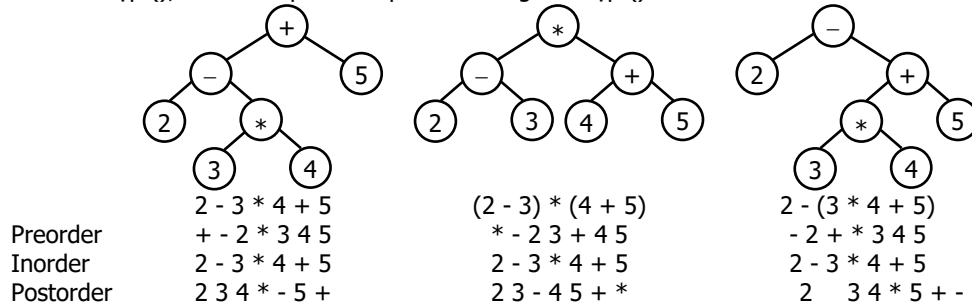 + * −
− 5 − + 2 +
2 * 2 3 4 5 * 5
3 4 3 4
2 - 3 * 4 + 5 (2 - 3) * (4 + 5) 2 - (3 * 4 + 5)
Preorder + - 2 * 3 4 5 * - 2 3 + 4 5 - 2 + * 3 4 5
Inorder 2 - 3 * 4 + 5 2 - 3 * 4 + 5 2 - 3 * 4 + 5
Postorder 2 3 4 * - 5 + 2 3 - 4 5 + * 2 3 4 * 5 + -